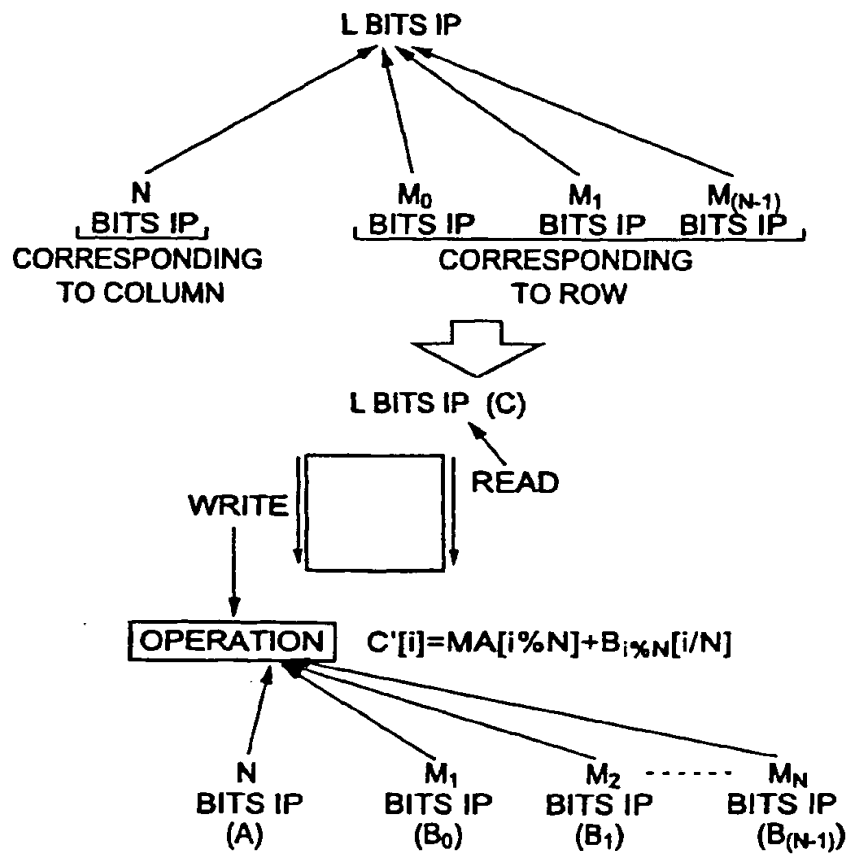 L BITS IP
N M₀ M₁ M₍N-1₎
BITS IP BITS IP BITS IP BITS IP
CORRESPONDING CORRESPONDING
TO COLUMN TO ROW
L BITS IP (C)
READ
WRITE
OPERATION C'[i]=MA[i%N]+B_{i%N}[i/N]
N M₁ M₂ ----- M_N
BITS IP BITS IP BITS IP BITS IP
(A) (B₀) (B₁) (B₍N-1₎)